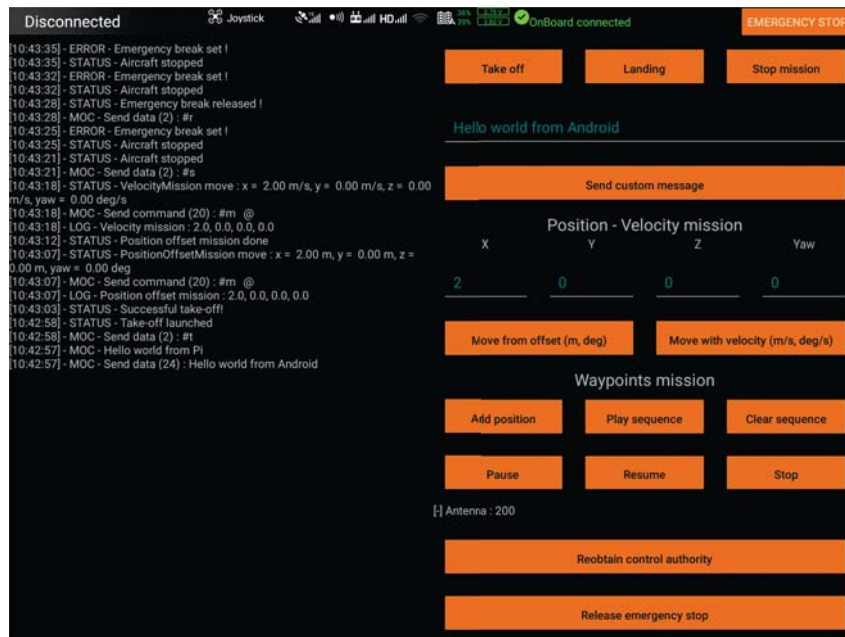 Disconnected
Joystick
HD
36%
29%
OnBoard connected
EMERGENCY STOP
[10:43:35] - ERROR - Emergency break set !
[10:43:35] - STATUS - Aircraft stopped
[10:43:32] - ERROR - Emergency break set !
[10:43:32] - STATUS - Aircraft stopped
[10:43:28] - STATUS - Emergency break released !
[10:43:28] - MOC - Send data (2) : #r
[10:43:25] - ERROR - Emergency break set !
[10:43:25] - STATUS - Aircraft stopped
[10:43:21] - STATUS - Aircraft stopped
[10:43:21] - MOC - Send data (2) : #s
[10:43:18] - STATUS - VelocityMission move : x =  2.00 m/s, y =  0.00 m/s, z =  0.00
m/s, yaw =  0.00 deg/s
[10:43:18] - MOC - Send command (20) : #m  @
[10:43:18] - LOG - Velocity mission : 2.0, 0.0, 0.0, 0.0
[10:43:12] - STATUS - Position offset mission done
[10:43:07] - STATUS - PositionOffsetMission move : x =  2.00 m, y =  0.00 m, z =
0.00 m, yaw =  0.00 deg
[10:43:07] - MOC - Send command (20) : #m  @
[10:43:07] - LOG - Position offset mission : 2.0, 0.0, 0.0, 0.0
[10:43:03] - STATUS - Successful take-off!
[10:42:58] - STATUS - Take-off launched
[10:42:58] - MOC - Send data (2) : #t
[10:42:57] - MOC - Hello world from Pi
[10:42:57] - MOC - Send data (24) : Hello world from Android
Take off
Landing
Stop mission
Hello world from Android
Send custom message
Position - Velocity mission
X Y Z Yaw
2 0 0 0
Move from offset (m, deg)
Move with velocity (m/s, deg/s)
Waypoints mission
Add position
Play sequence
Clear sequence
Pause
Resume
Stop
[-] Antenna : 200
Reobtain control authority
Release emergency stop